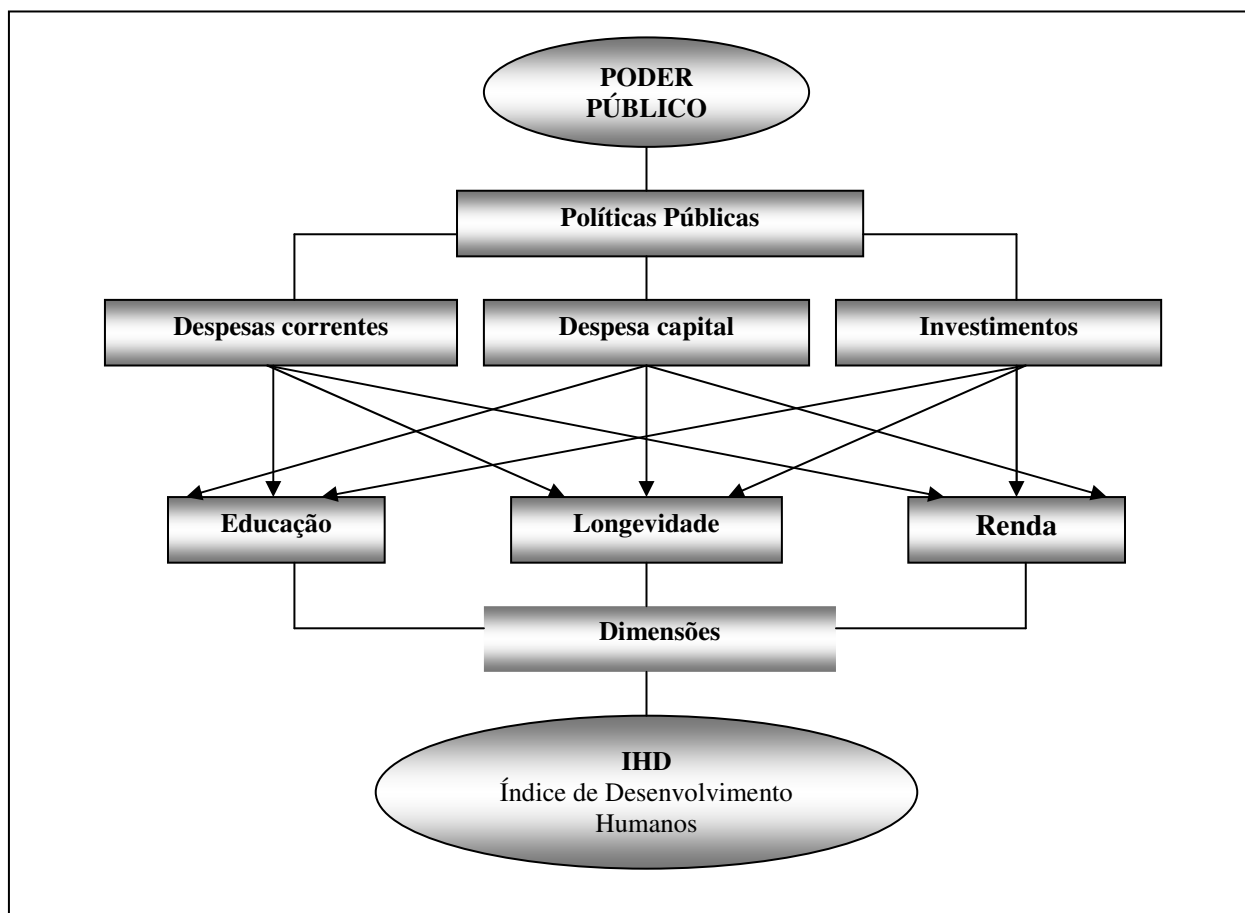 PODER
PÚBLICO
Políticas Públicas
Despesas correntes
Despesa capital
Investimentos
Educação
Longevidade
Renda
Dimensões
IHD
Índice de Desenvolvimento
Humanos